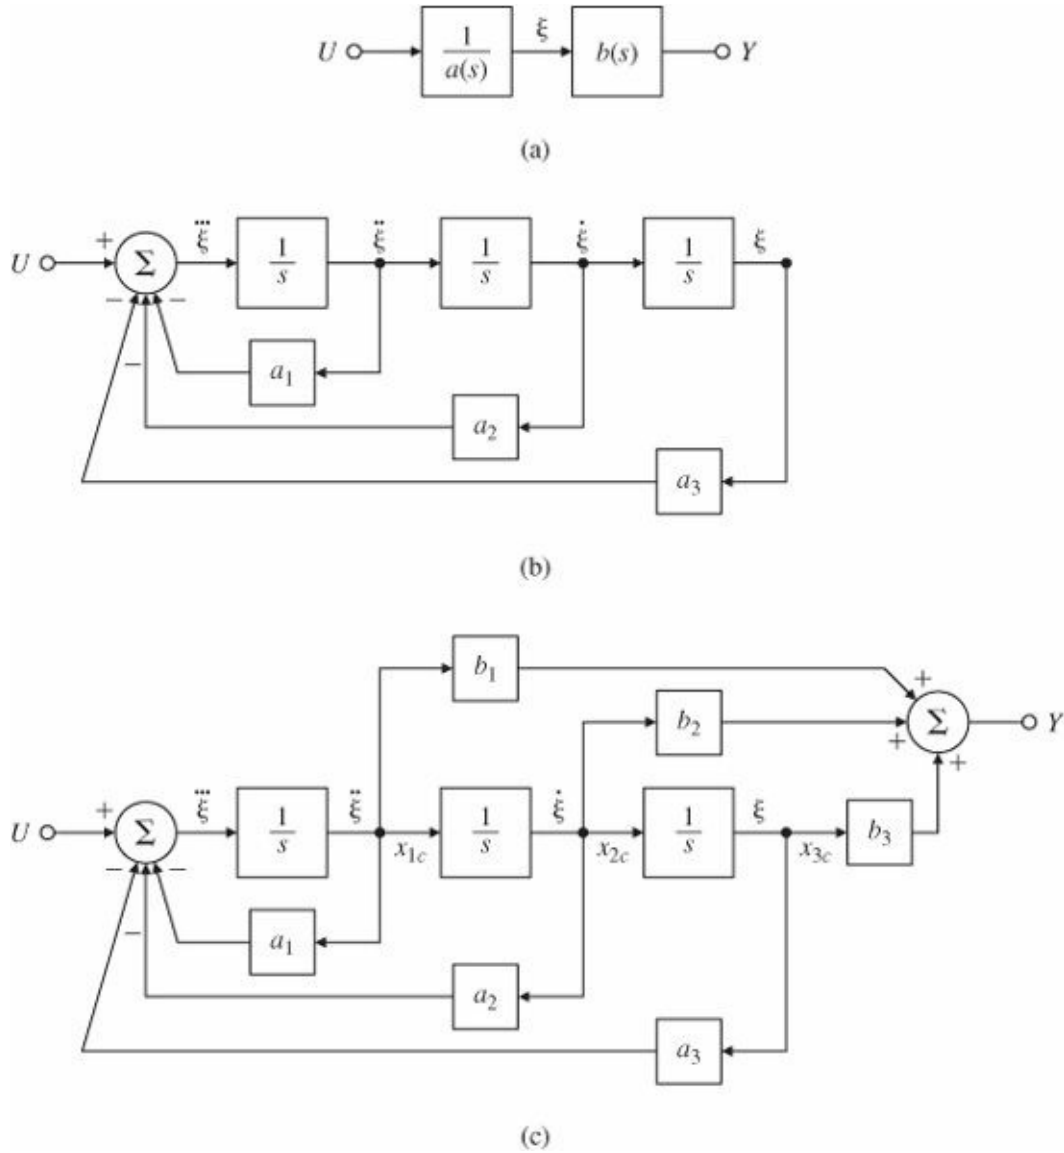 U 1/a(s) ξ b(s) Y
(a)
+ ξ⃛ ξ̈ ξ̇ ξ
U Σ 1/s 1/s 1/s
− −
− a₁
a₂
a₃
(b)
b₁
+
b₂ Σ Y
+ +
+ ξ⃛ ξ̈ ξ̇ ξ
U Σ 1/s 1/s 1/s b₃
x₁c x₂c x₃c
− −
− a₁
a₂
a₃
(c)